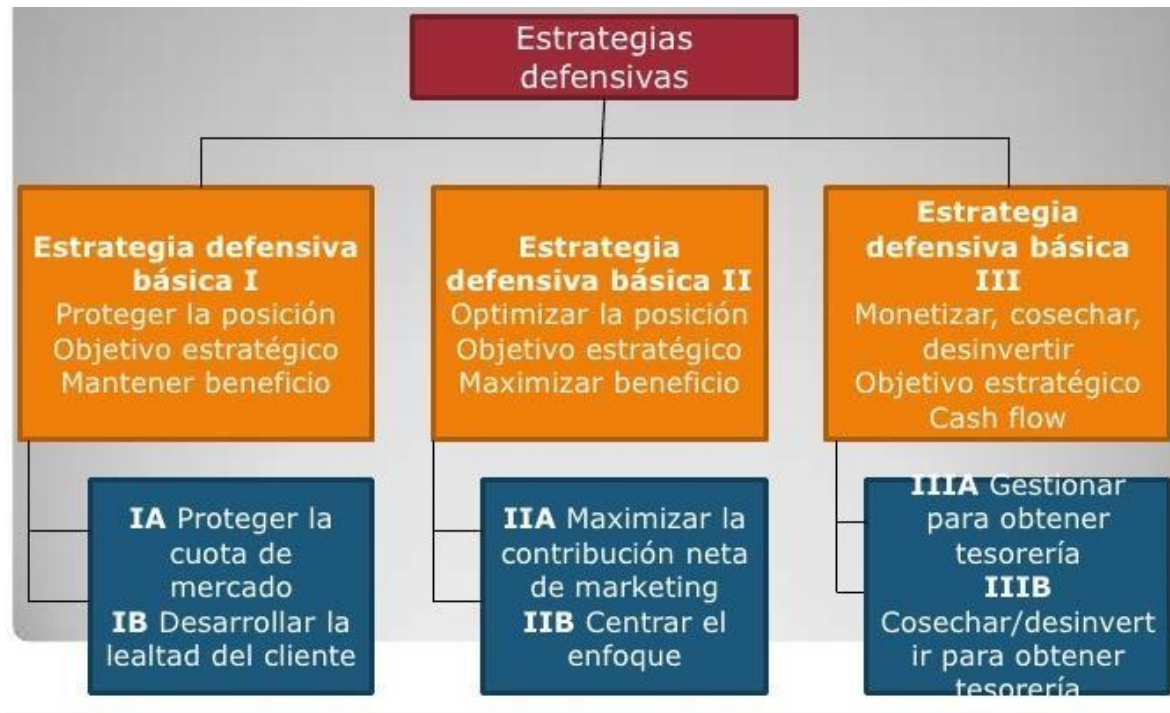 Estrategias
defensivas
Estrategia defensiva
básica I
Proteger la posición
Objetivo estratégico
Mantener beneficio
Estrategia
defensiva básica II
Optimizar la posición
Objetivo estratégico
Maximizar beneficio
Estrategia
defensiva básica
III
Monetizar, cosechar,
desinvertir
Objetivo estratégico
Cash flow
IA Proteger la
cuota de
mercado
IB Desarrollar la
lealtad del cliente
IIA Maximizar la
contribución neta
de marketing
IIB Centrar el
enfoque
IIIA Gestionar
para obtener
tesorería
IIIB
Cosechar/desinvert
ir para obtener
tesorería